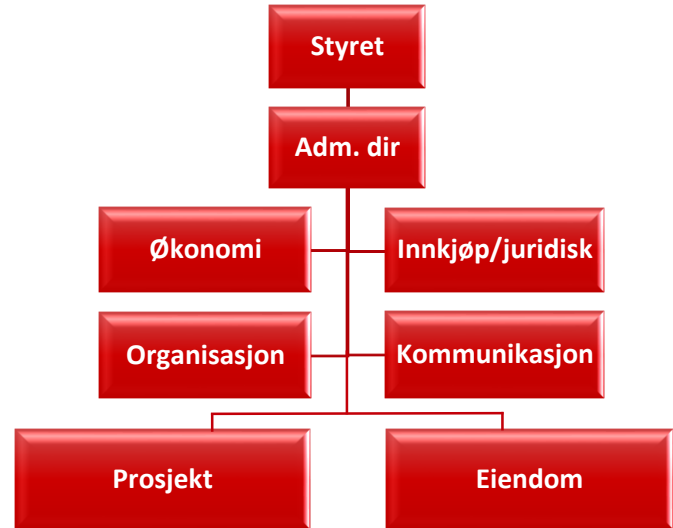 Styret
Adm. dir
Økonomi
Innkjøp/juridisk
Organisasjon
Kommunikasjon
Prosjekt
Eiendom